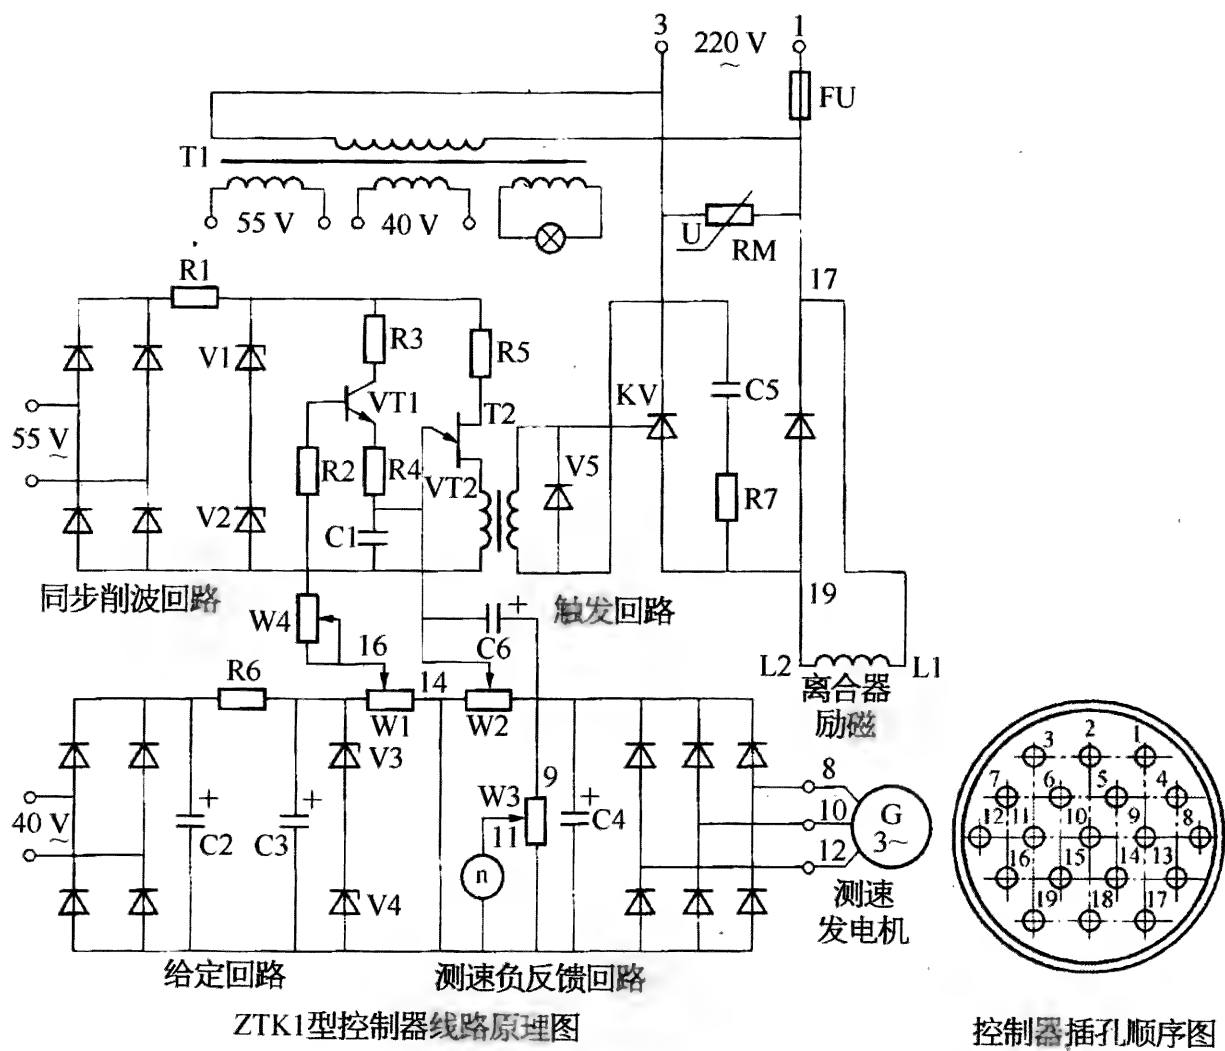 3
220 V
~
1
FU
T1
55 V
40 V
U
RM
17
R1
R3
R5
V1
VT1
T2
KV
C5
55 V
~
R2
R4
VT2
V5
R7
V2
C1
同步削波回路
触发回路
19
W4
16
C6
+
L2
L1
离合器
励磁
R6
14
W1
W2
V3
9
8
40 V
~
+
C2
+
C3
W3
11
+
C4
10
G
3~
12
n
V4
测速
发电机
给定回路
测速负反馈回路
ZTK1型控制器线路原理图
3 2 1
7 6 5 4
12 11 10 9 8
16 15 14 13
19 18 17
控制器插孔顺序图